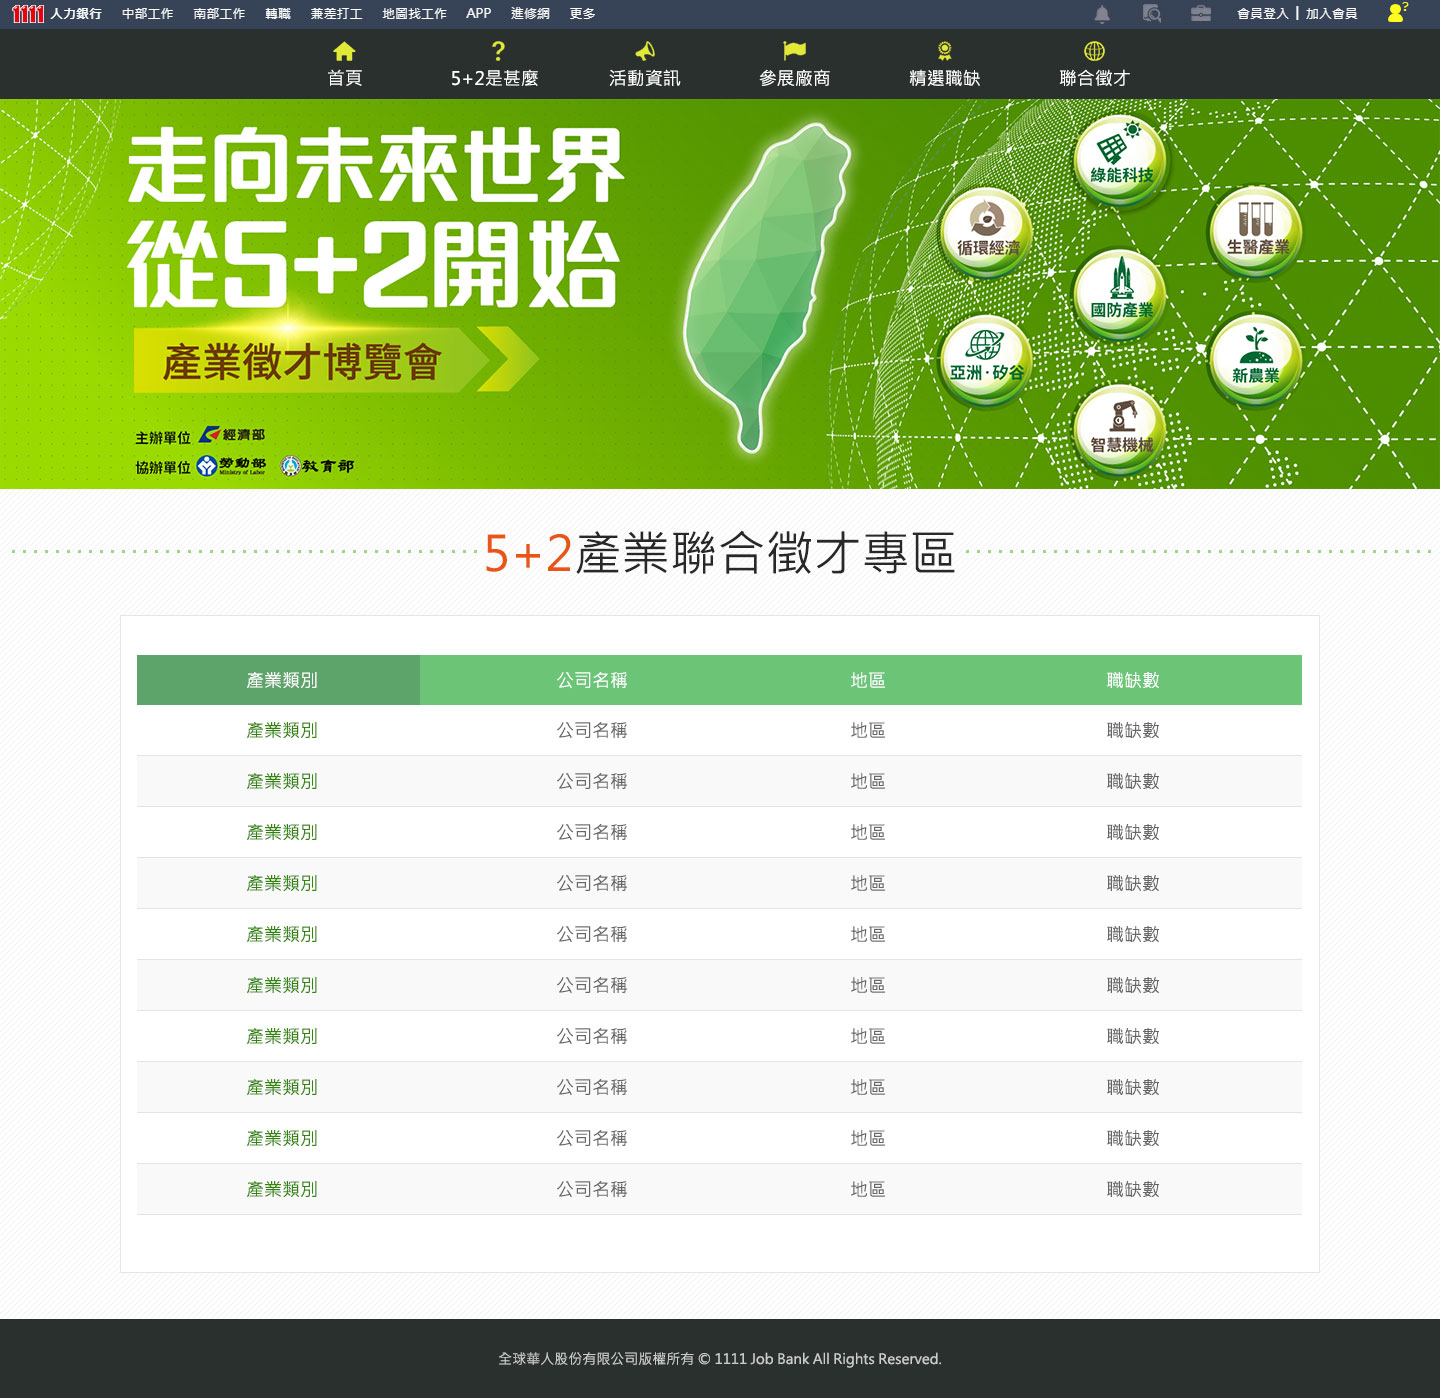 1111 人力銀行 中部工作 南部工作 轉職 兼差打工 地圖找工作 APP 進修網 更多 會員登入 | 加入會員
首頁 5+2是甚麼 活動資訊 參展廠商 精選職缺 聯合徵才
走向未來世界
從5+2開始
產業徵才博覽會
主辦單位 經濟部
協辦單位 勞動部 Ministry of Labor 教育部
綠能科技
循環經濟
生醫產業
國防產業
亞洲·矽谷
新農業
智慧機械
5+2產業聯合徵才專區
產業類別 公司名稱 地區 職缺數
產業類別 公司名稱 地區 職缺數
產業類別 公司名稱 地區 職缺數
產業類別 公司名稱 地區 職缺數
產業類別 公司名稱 地區 職缺數
產業類別 公司名稱 地區 職缺數
產業類別 公司名稱 地區 職缺數
產業類別 公司名稱 地區 職缺數
產業類別 公司名稱 地區 職缺數
產業類別 公司名稱 地區 職缺數
產業類別 公司名稱 地區 職缺數
全球華人股份有限公司版權所有 © 1111 Job Bank All Rights Reserved.